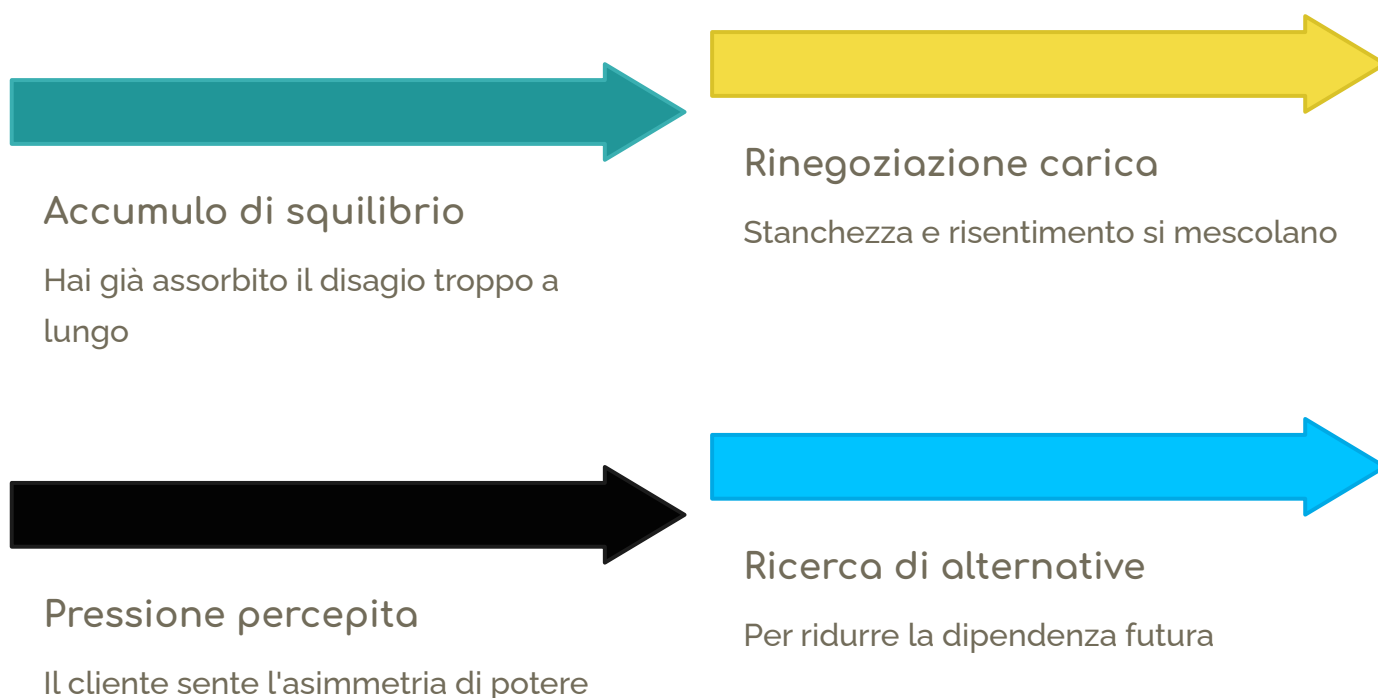 Accumulo di squilibrio
Hai già assorbito il disagio troppo a
lungo
Rinegoziazione carica
Stanchezza e risentimento si mescolano
Pressione percepita
Il cliente sente l'asimmetria di potere
Ricerca di alternative
Per ridurre la dipendenza futura